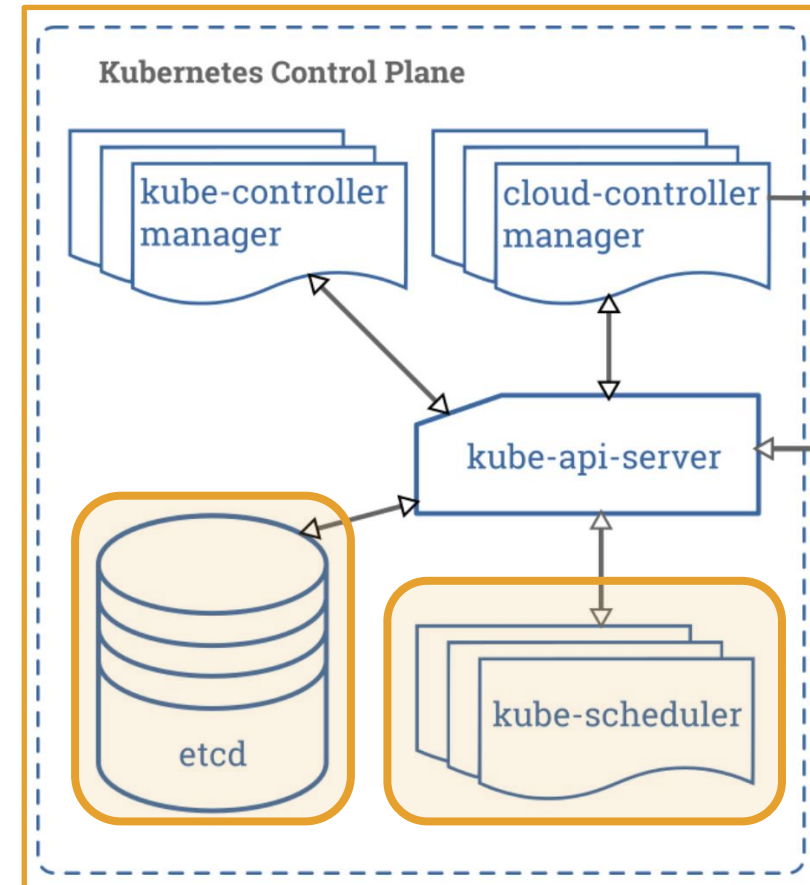 Kubernetes Control Plane
kube-controller
manager
cloud-controller
manager
kube-api-server
etcd
kube-scheduler